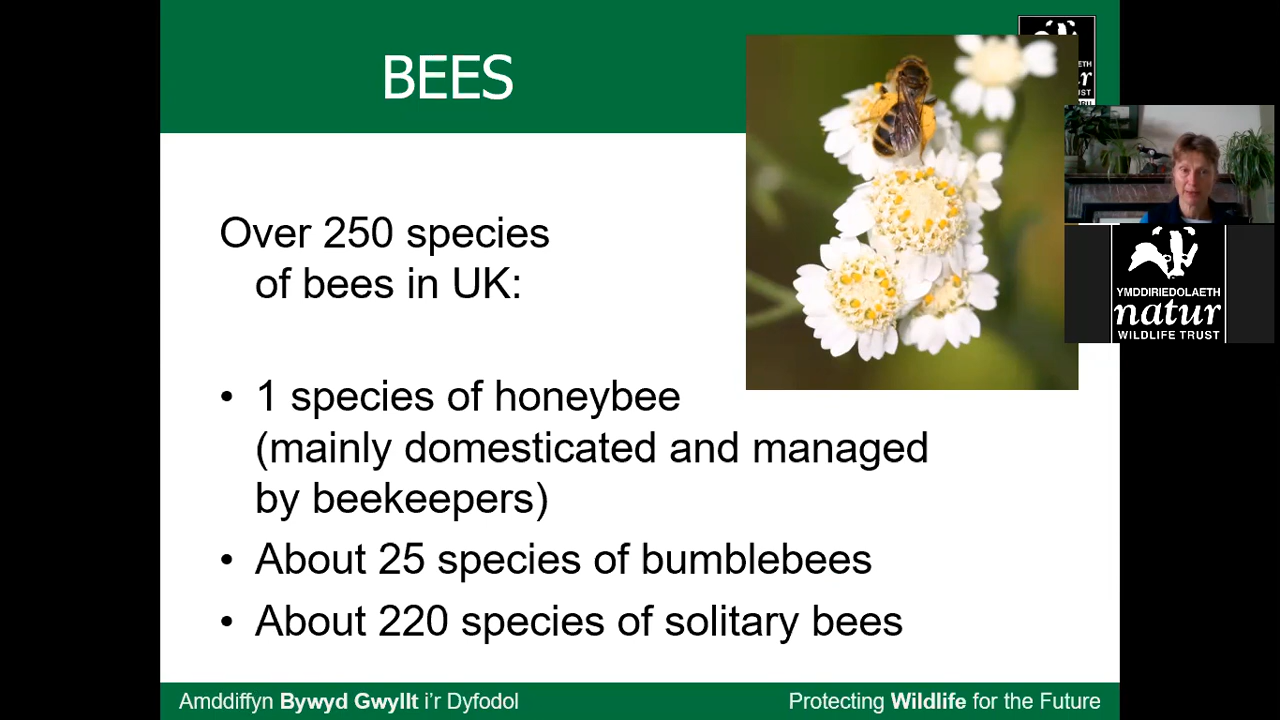 BEES
Over 250 species
of bees in UK:
• 1 species of honeybee
(mainly domesticated and managed
by beekeepers)
• About 25 species of bumblebees
• About 220 species of solitary bees
YMDDIRIEDOLAETH
natur
WILDLIFE TRUST
Amddiffyn Bywyd Gwyllt i'r Dyfodol
Protecting Wildlife for the Future